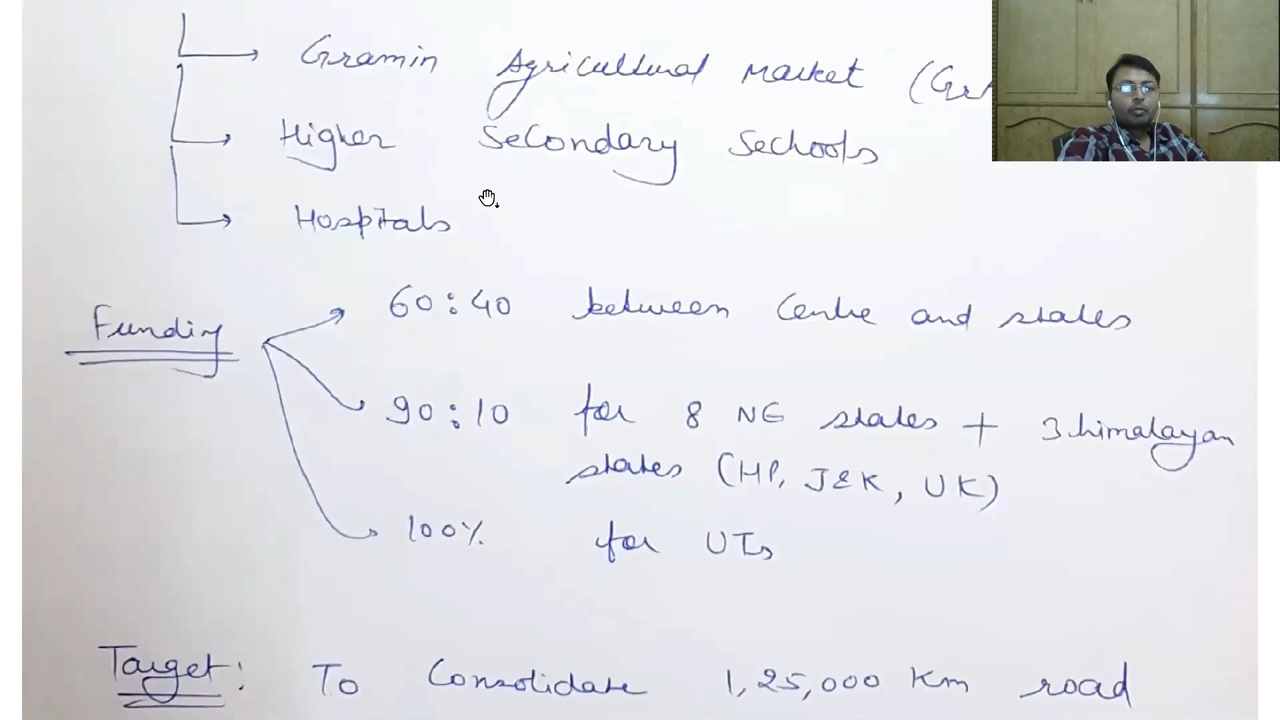 Gramin Agricultural Market (Gr
Higher Secondary Sechools
Hospitals
Funding
60:40 between Centre and states
90:10 for 8 NE states + 3 himalayan
states (HP, J&K, UK)
100% for UTs
Target: To Consolidate 1,25,000 Km road